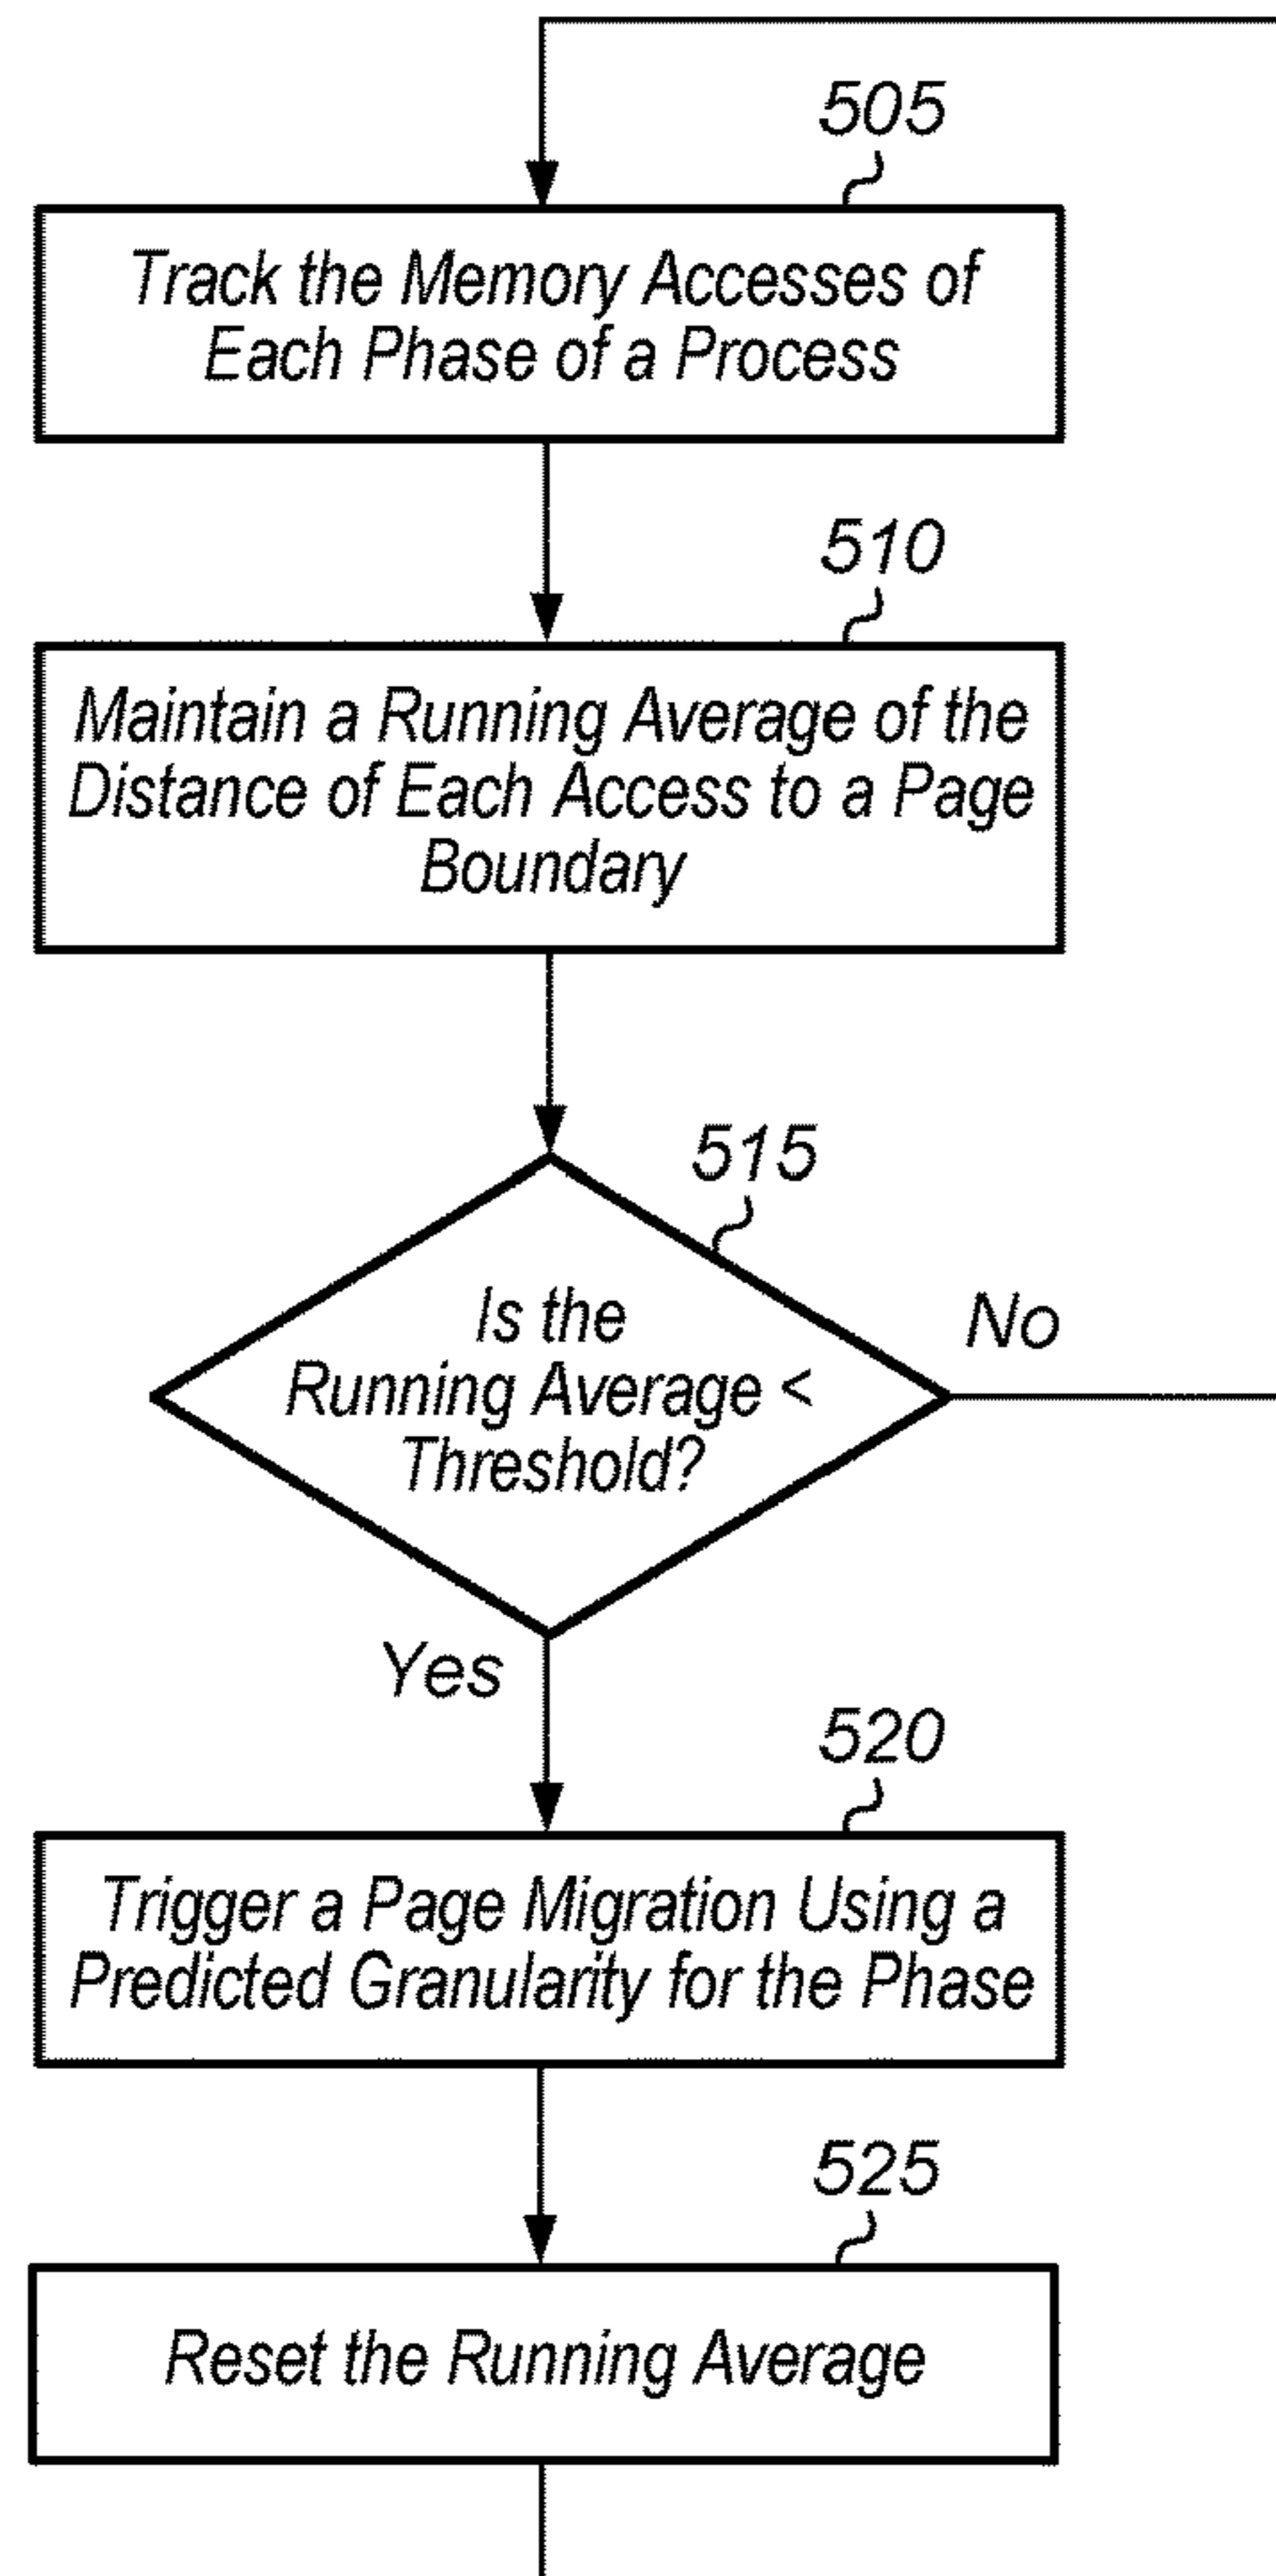 505
Track the Memory Accesses of
Each Phase of a Process
510
Maintain a Running Average of the
Distance of Each Access to a Page
Boundary
515
Is the
Running Average <
Threshold?
No
Yes
520
Trigger a Page Migration Using a
Predicted Granularity for the Phase
525
Reset the Running Average